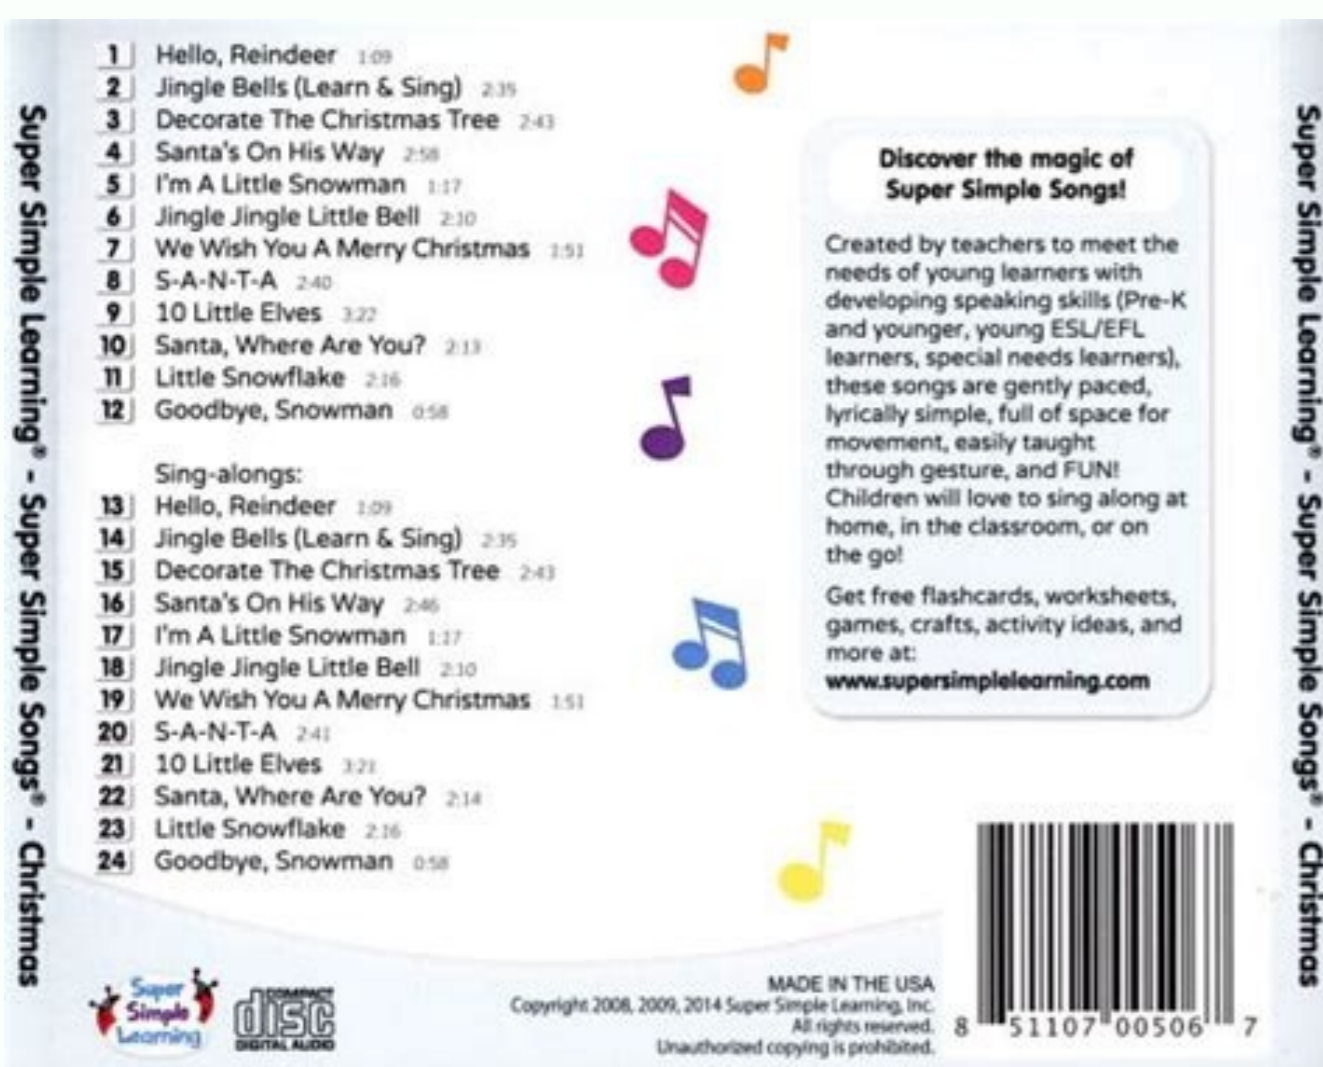 Super Simple Learning® - Super Simple Songs® - Christmas
1 Hello, Reindeer 1:09
2 Jingle Bells (Learn & Sing) 2:35
3 Decorate The Christmas Tree 2:43
4 Santa's On His Way 2:58
5 I'm A Little Snowman 1:17
6 Jingle Jingle Little Bell 2:10
7 We Wish You A Merry Christmas 1:51
8 S-A-N-T-A 2:40
9 10 Little Elves 3:22
10 Santa, Where Are You? 2:13
11 Little Snowflake 2:16
12 Goodbye, Snowman 0:58
Sing-alongs:
13 Hello, Reindeer 1:09
14 Jingle Bells (Learn & Sing) 2:35
15 Decorate The Christmas Tree 2:43
16 Santa's On His Way 2:46
17 I'm A Little Snowman 1:17
18 Jingle Jingle Little Bell 2:10
19 We Wish You A Merry Christmas 1:51
20 S-A-N-T-A 2:41
21 10 Little Elves 3:21
22 Santa, Where Are You? 2:14
23 Little Snowflake 2:16
24 Goodbye, Snowman 0:58
Discover the magic of
Super Simple Songs!
Created by teachers to meet the
needs of young learners with
developing speaking skills (Pre-K
and younger, young ESL/EFL
learners, special needs learners),
these songs are gently paced,
lyrically simple, full of space for
movement, easily taught
through gesture, and FUN!
Children will love to sing along at
home, in the classroom, or on
the go!
Get free flashcards, worksheets,
games, crafts, activity ideas, and
more at:
www.supersimplelearning.com
Super
Simple
Learning
COMPACT
disc
DIGITAL AUDIO
MADE IN THE USA
Copyright 2008, 2009, 2014 Super Simple Learning, Inc.
All rights reserved.
Unauthorized copying is prohibited.
8 51107 00506 7
Super Simple Learning® - Super Simple Songs® - Christmas